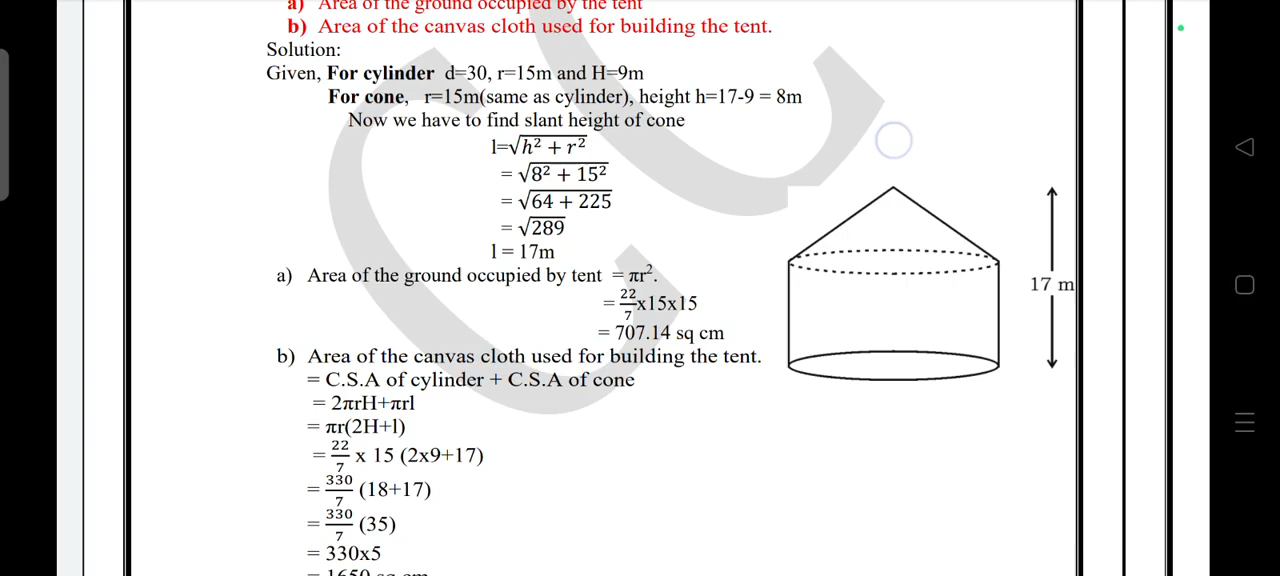 a) Area of the ground occupied by the tent
b) Area of the canvas cloth used for building the tent.
Solution:
Given, For cylinder d=30, r=15m and H=9m
For cone, r=15m(same as cylinder), height h=17-9 = 8m
Now we have to find slant height of cone
l=√h² + r²
= √8² + 15²
= √64 + 225
= √289
l = 17m
17 m
a) Area of the ground occupied by tent = πr².
= 22/7 x15x15
= 707.14 sq cm
b) Area of the canvas cloth used for building the tent.
= C.S.A of cylinder + C.S.A of cone
= 2πrH+πrl
= πr(2H+l)
= 22/7 x 15 (2x9+17)
= 330/7 (18+17)
= 330/7 (35)
= 330x5
= 1650 sq cm